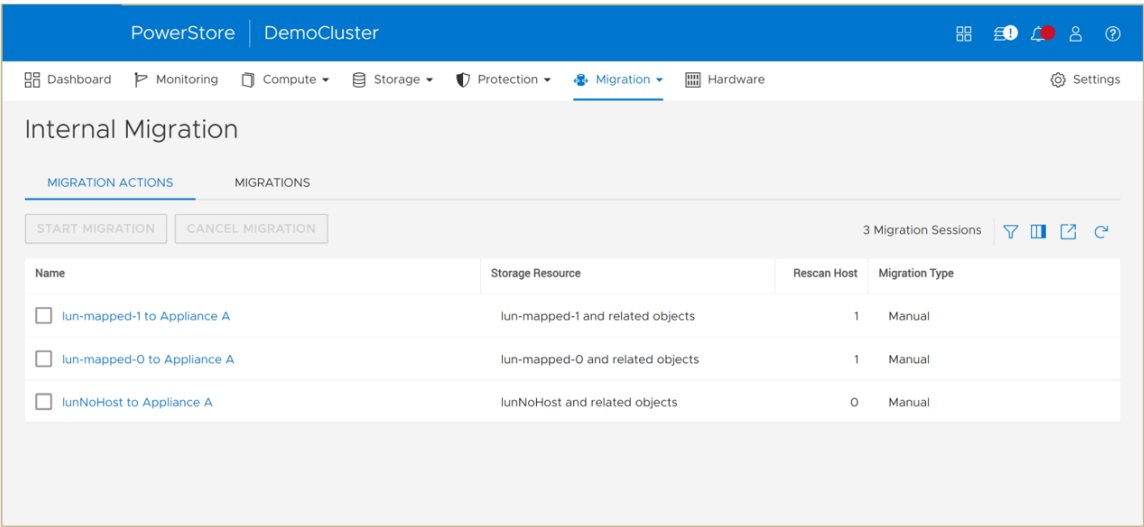 PowerStore DemoCluster
Dashboard Monitoring Compute Storage Protection Migration Hardware Settings
Internal Migration
MIGRATION ACTIONS MIGRATIONS
START MIGRATION CANCEL MIGRATION 3 Migration Sessions
Name Storage Resource Rescan Host Migration Type
lun-mapped-1 to Appliance A lun-mapped-1 and related objects 1 Manual
lun-mapped-0 to Appliance A lun-mapped-0 and related objects 1 Manual
lunNoHost to Appliance A lunNoHost and related objects 0 Manual